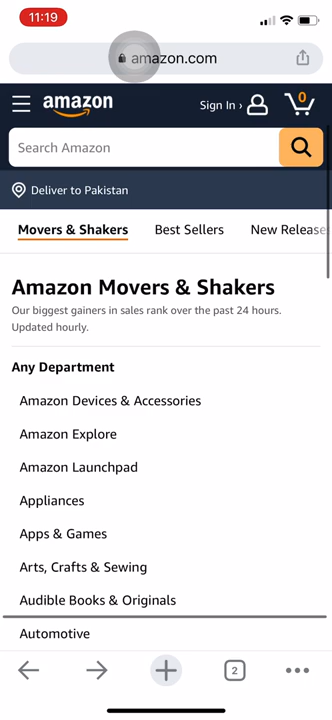 11:19
amazon.com
amazon
Sign In ›
0
Search Amazon
Deliver to Pakistan
Movers & Shakers
Best Sellers
New Release
Amazon Movers & Shakers
Our biggest gainers in sales rank over the past 24 hours.
Updated hourly.
Any Department
Amazon Devices & Accessories
Amazon Explore
Amazon Launchpad
Appliances
Apps & Games
Arts, Crafts & Sewing
Audible Books & Originals
Automotive
2